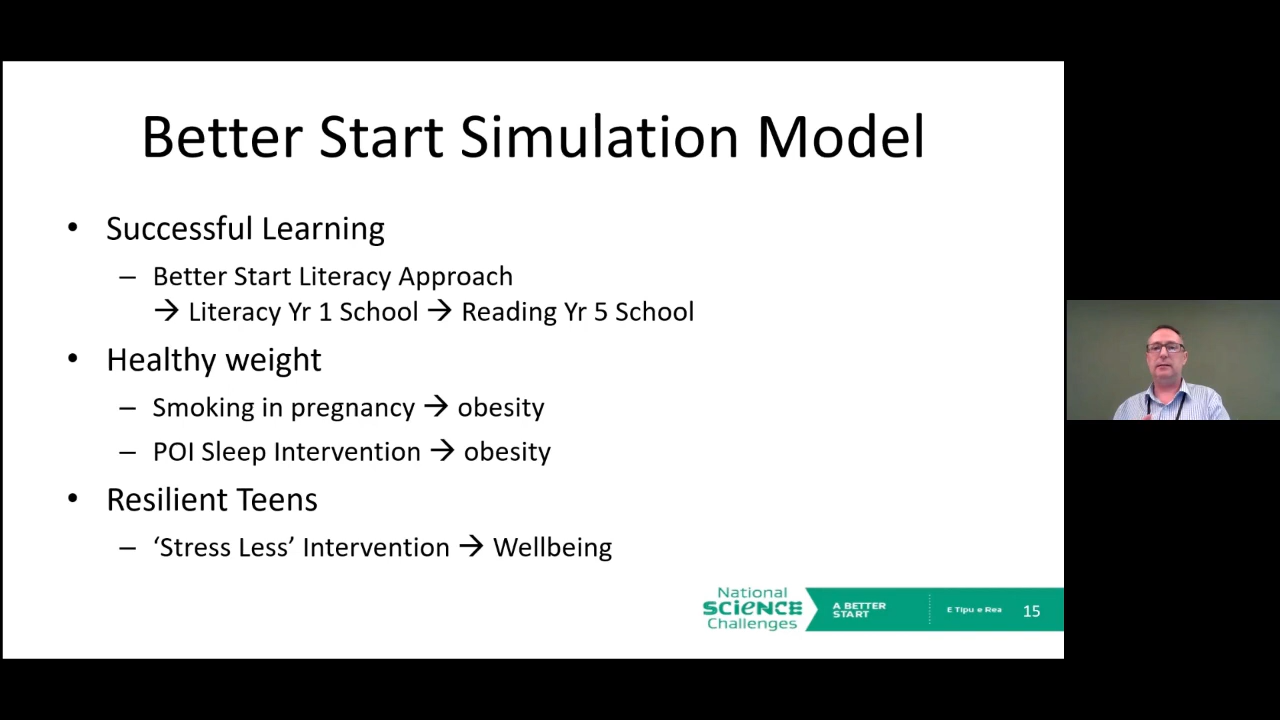 Better Start Simulation Model
• Successful Learning
– Better Start Literacy Approach
→ Literacy Yr 1 School → Reading Yr 5 School
• Healthy weight
– Smoking in pregnancy → obesity
– POI Sleep Intervention → obesity
• Resilient Teens
– ‘Stress Less’ Intervention → Wellbeing
National
SCIENCE
Challenges
A BETTER
START
E Tipu e Rea
15